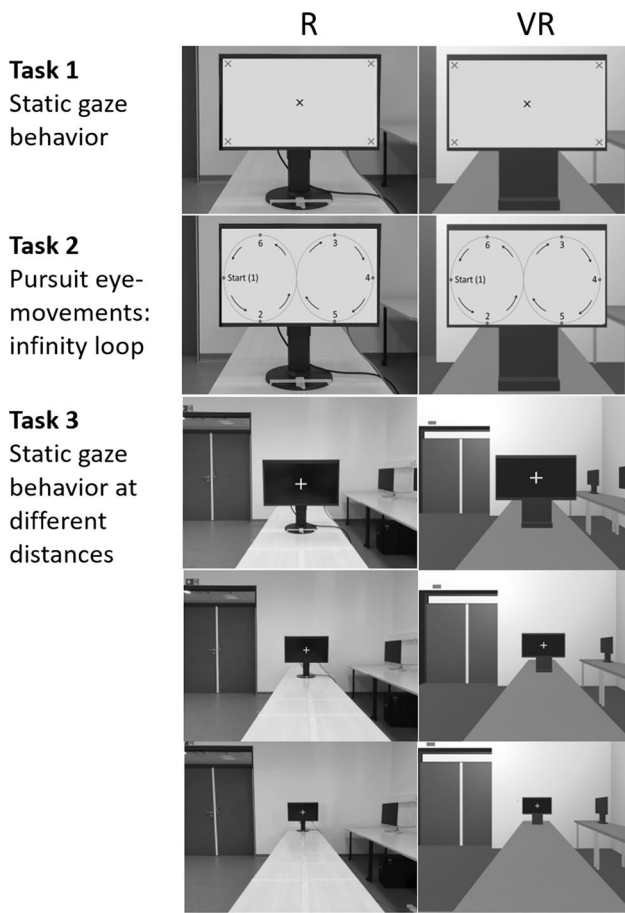 R VR
Task 1
Static gaze
behavior
Task 2
Pursuit eye-
movements:
infinity loop
6 3
Start (1) 4
2 5
6 3
Start (1) 4
2 5
Task 3
Static gaze
behavior at
different
distances